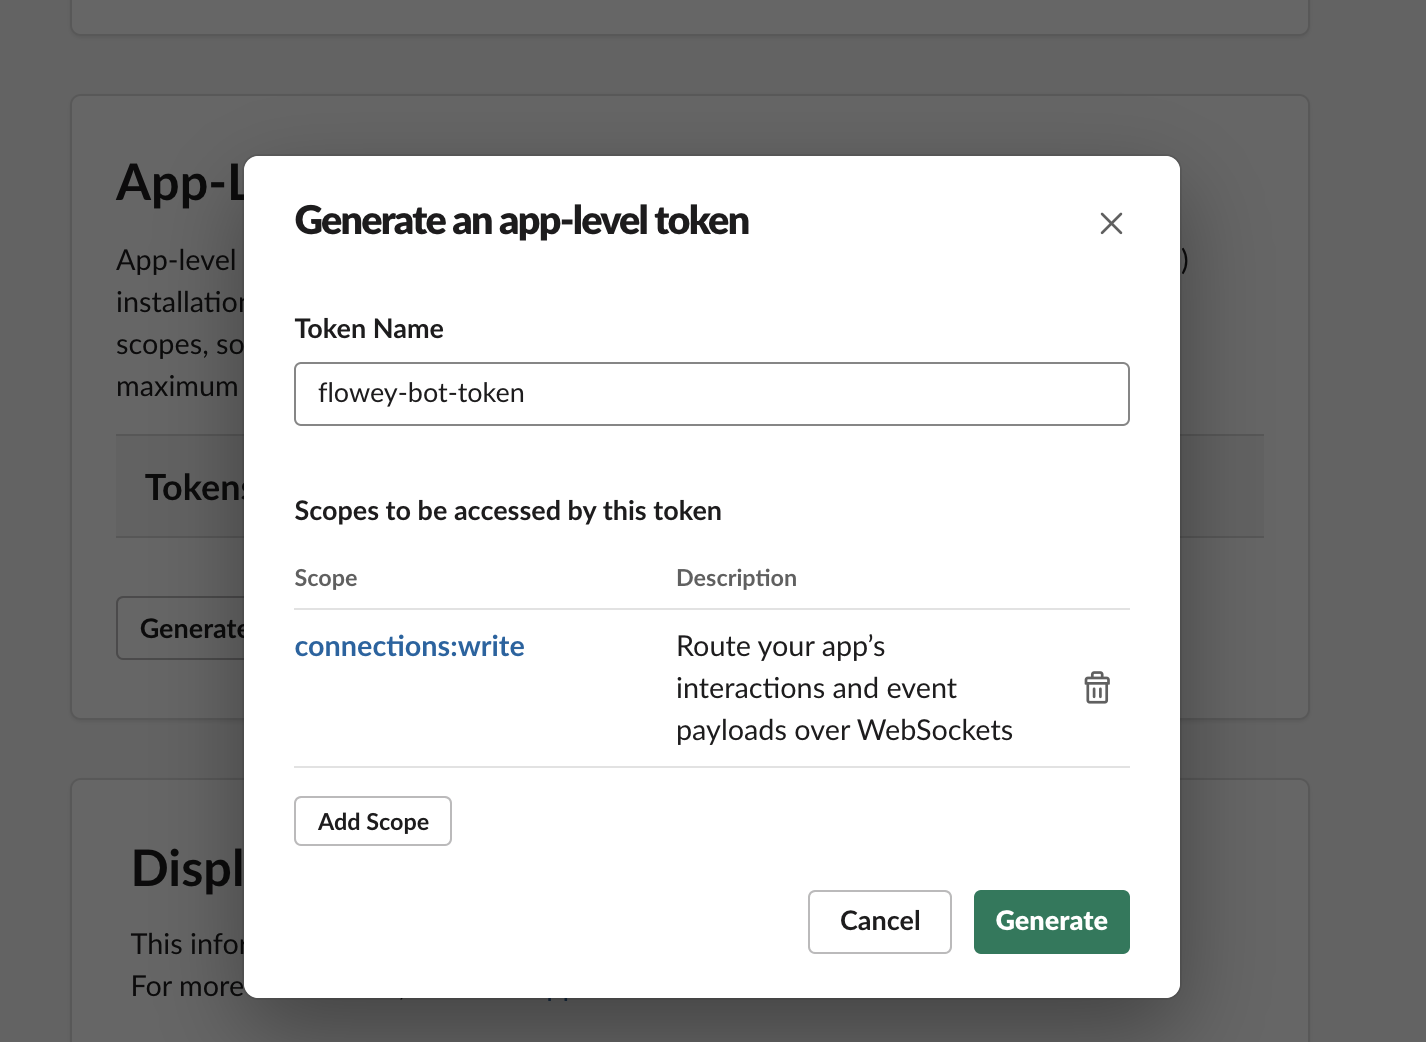 App-L
Generate an app-level token
App-level
)
installation
scopes, so
maximum
Token Name
flowey-bot-token
Tokens
Scopes to be accessed by this token
Scope Description
Generate
connections:write
Route your app's
interactions and event
payloads over WebSockets
Add Scope
Displ
Cancel Generate
This infor
For more